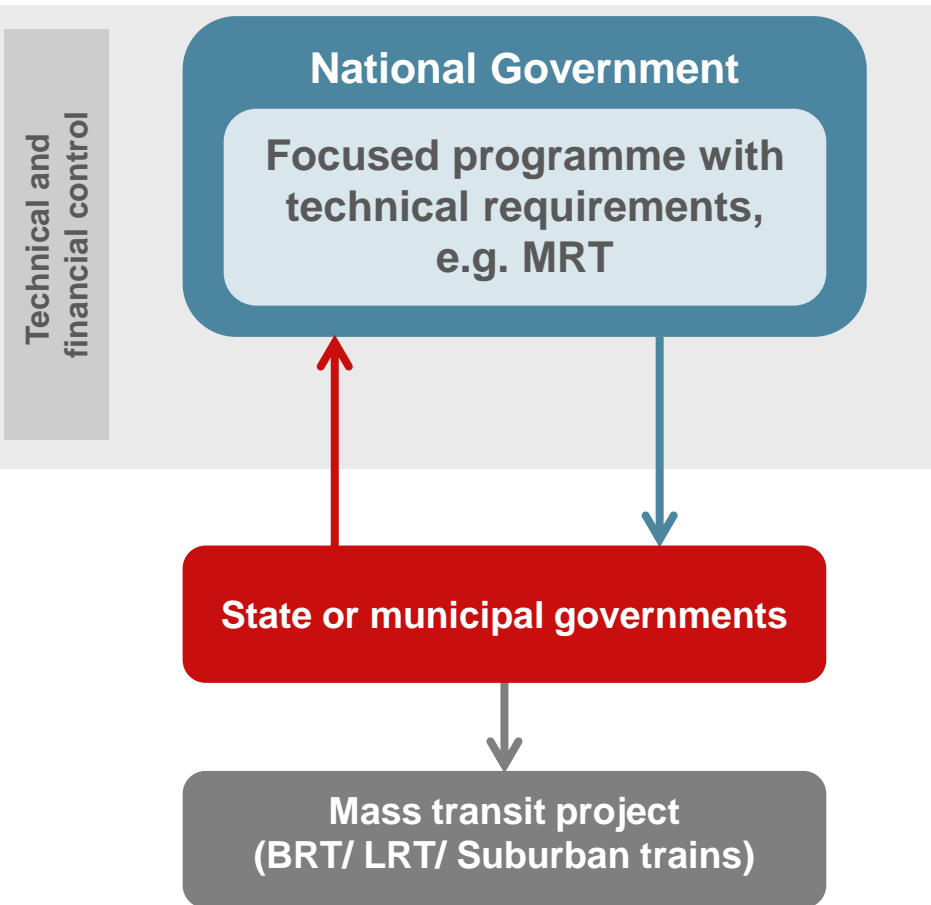 Technical and
financial control
National Government
Focused programme with
technical requirements,
e.g. MRT
State or municipal governments
Mass transit project
(BRT/ LRT/ Suburban trains)